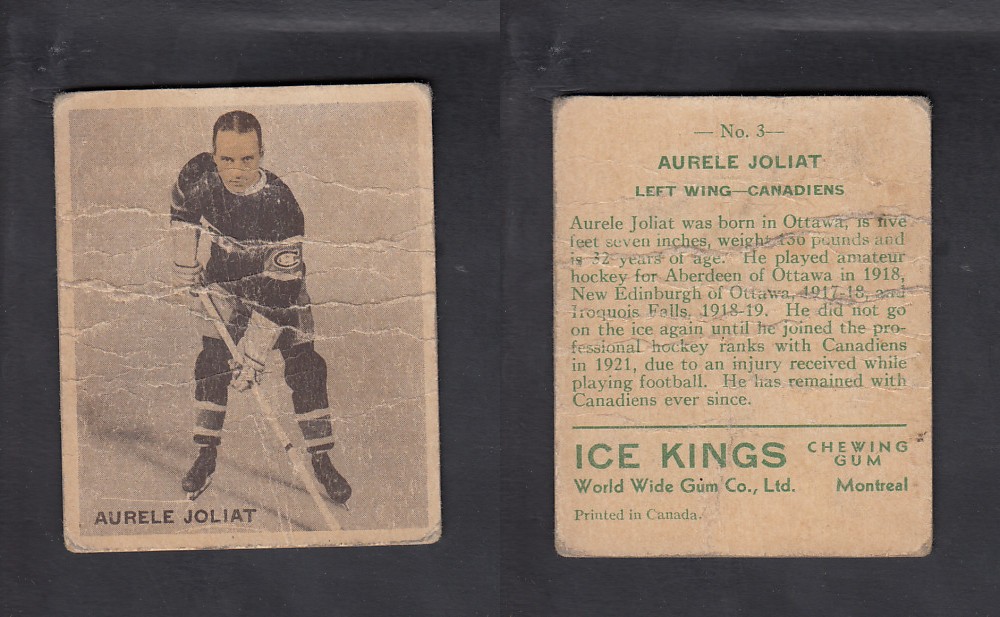 AURELE JOLIAT
C
— No. 3—
AURELE JOLIAT
LEFT WING—CANADIENS
Aurele Joliat was born in Ottawa, is five
feet seven inches, weight 136 pounds and
is 32 years of age. He played amateur
hockey for Aberdeen of Ottawa in 1918,
New Edinburgh of Ottawa, 1917-18, and
Iroquois Falls, 1918-19. He did not go
on the ice again until he joined the pro-
fessional hockey ranks with Canadiens
in 1921, due to an injury received while
playing football. He has remained with
Canadiens ever since.
ICE KINGS CHEWING GUM
World Wide Gum Co., Ltd. Montreal
Printed in Canada.